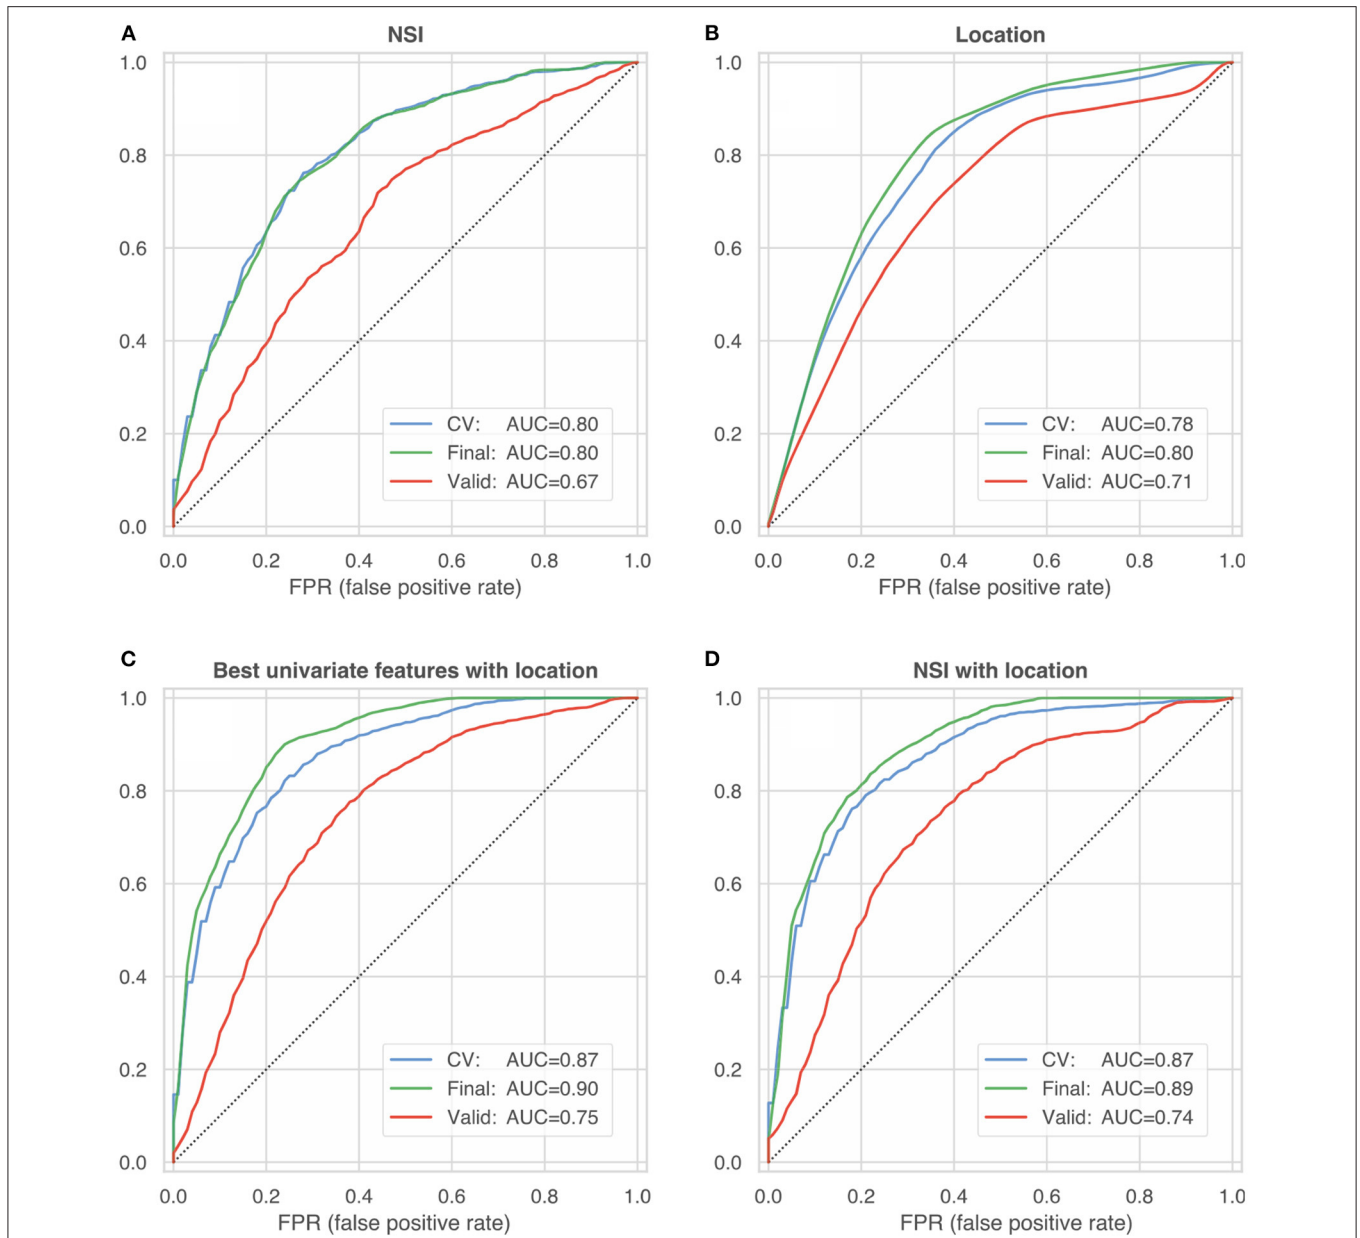 A
NSI
1.0
0.8
0.6
0.4
0.2
0.0
CV: AUC=0.80
Final: AUC=0.80
Valid: AUC=0.67
0.0 0.2 0.4 0.6 0.8 1.0
FPR (false positive rate)
B
Location
1.0
0.8
0.6
0.4
0.2
0.0
CV: AUC=0.78
Final: AUC=0.80
Valid: AUC=0.71
0.0 0.2 0.4 0.6 0.8 1.0
FPR (false positive rate)
C
Best univariate features with location
1.0
0.8
0.6
0.4
0.2
0.0
CV: AUC=0.87
Final: AUC=0.90
Valid: AUC=0.75
0.0 0.2 0.4 0.6 0.8 1.0
FPR (false positive rate)
D
NSI with location
1.0
0.8
0.6
0.4
0.2
0.0
CV: AUC=0.87
Final: AUC=0.89
Valid: AUC=0.74
0.0 0.2 0.4 0.6 0.8 1.0
FPR (false positive rate)